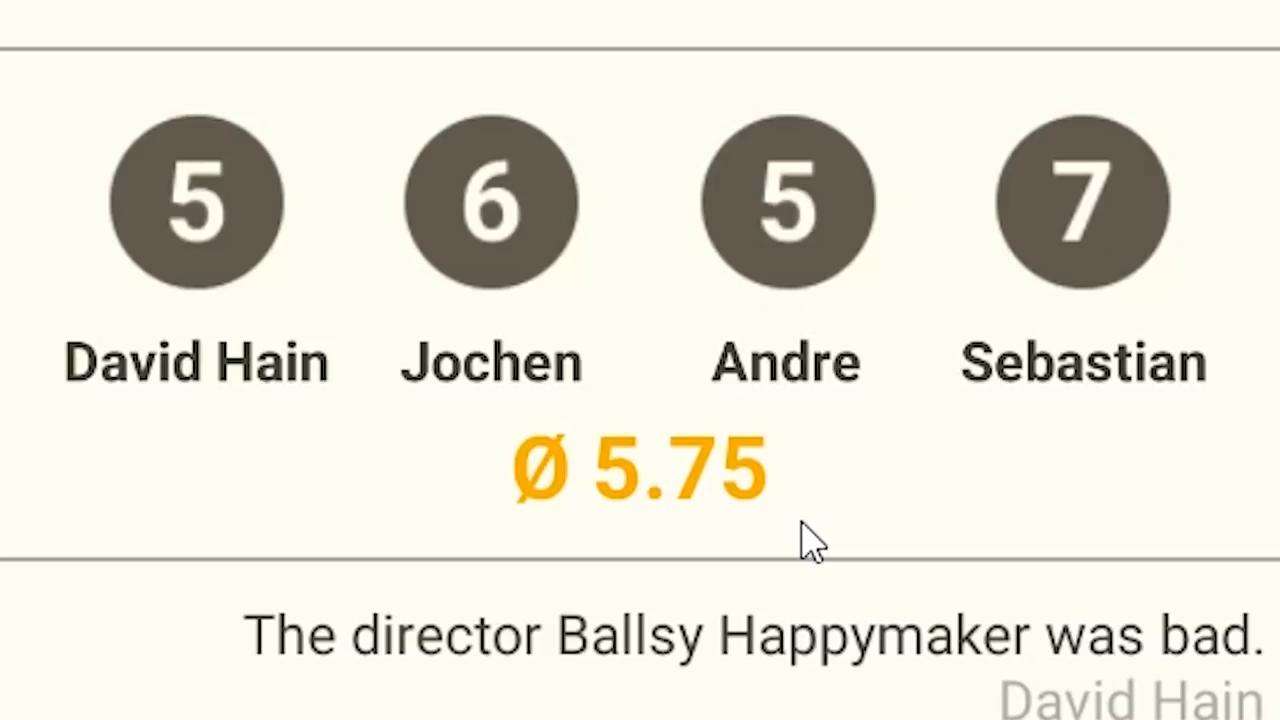 5 6 5 7
David Hain Jochen Andre Sebastian
Ø 5.75
The director Ballsy Happymaker was bad.
David Hain